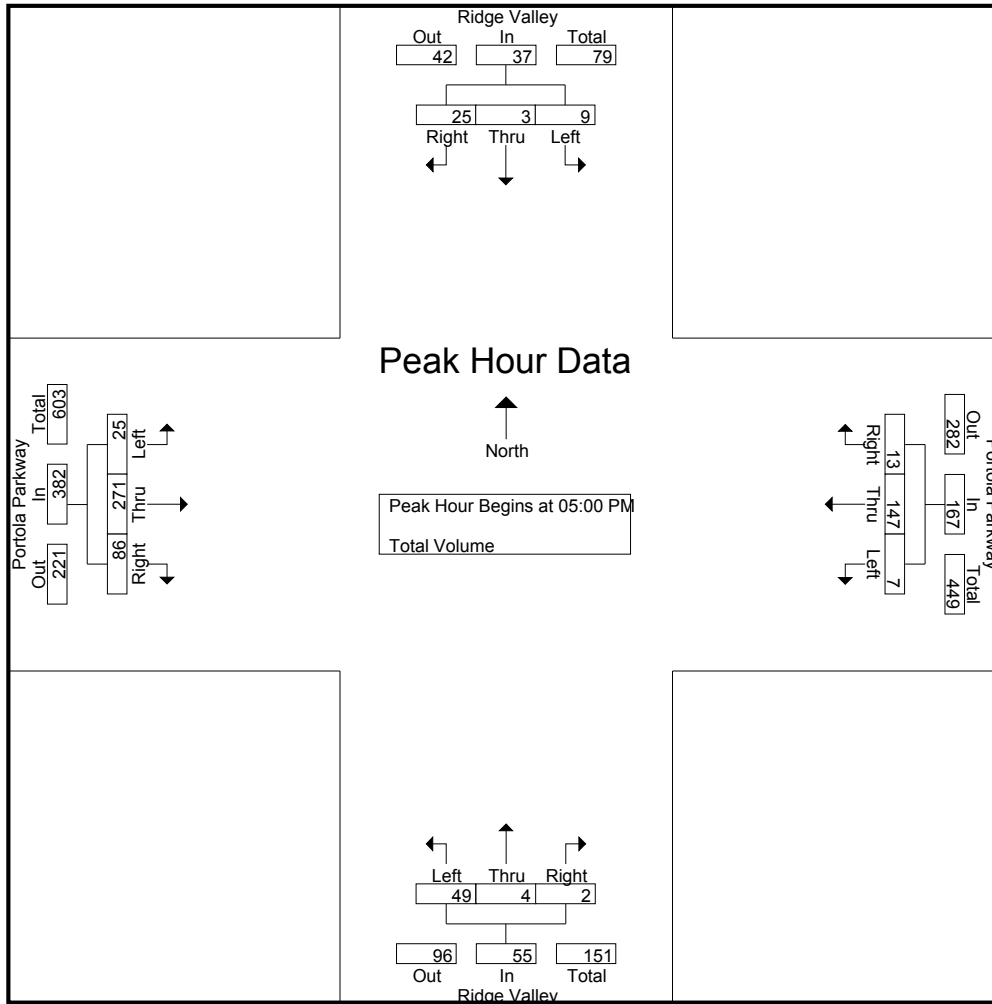 Ridge Valley
Out In Total
42 37 79
25 3 9
Right Thru Left
Peak Hour Data
North
Peak Hour Begins at 05:00 PM
Total Volume
Portola Parkway
Out In Total
221 382 603
Left Thru Right
25 271 86
Portola Parkway
Out In Total
282 167 449
Right Thru Left
13 147 7
Left Thru Right
49 4 2
96 55 151
Out In Total
Ridge Valley